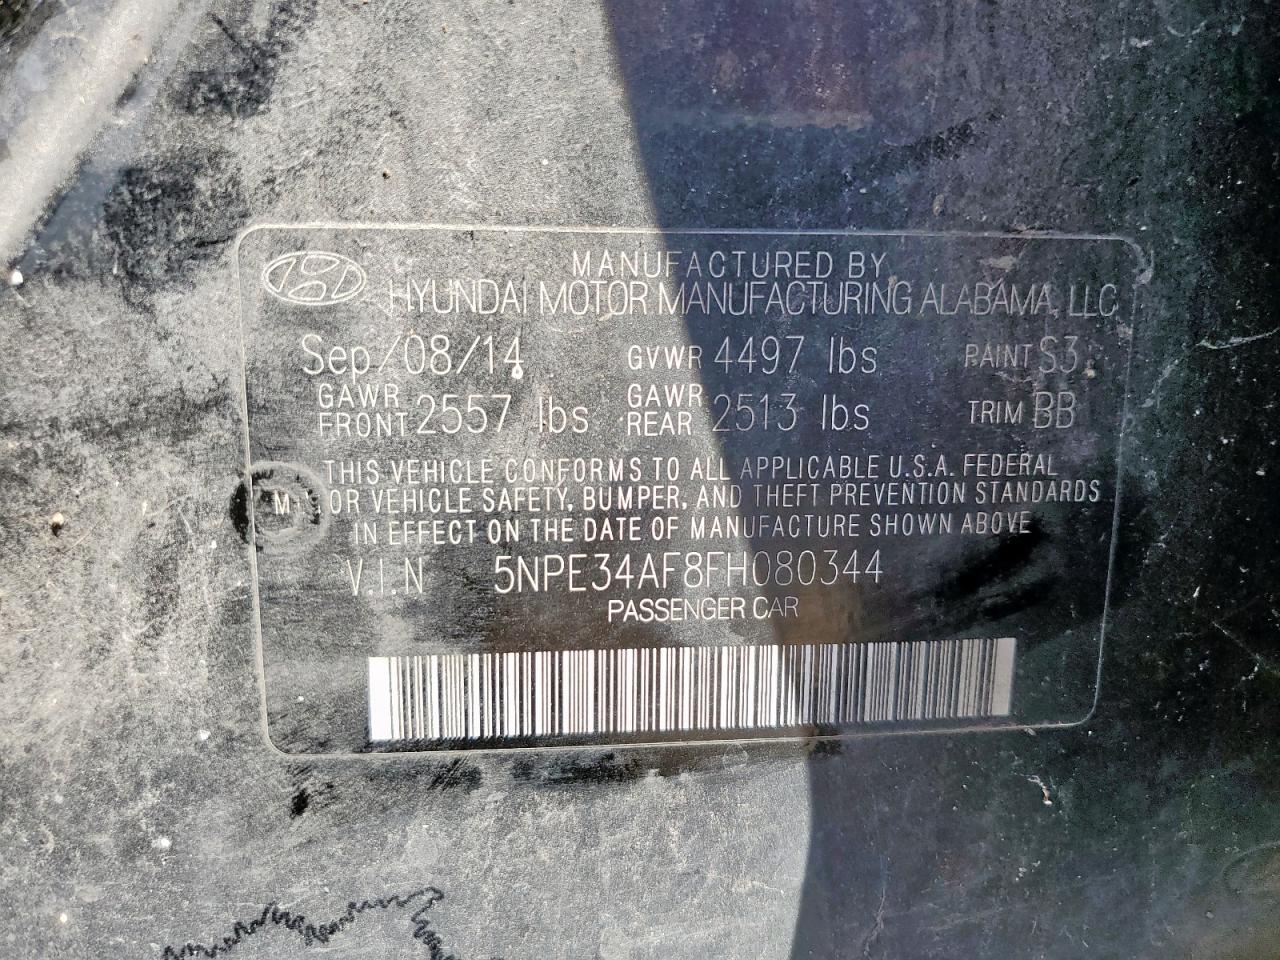 MANUFACTURED BY
HYUNDAI MOTOR MANUFACTURING ALABAMA, LLC
Sep/08/14 GVWR 4497 lbs PAINT S3
GAWR FRONT 2557 lbs GAWR REAR 2513 lbs TRIM BB
THIS VEHICLE CONFORMS TO ALL APPLICABLE U.S.A. FEDERAL
OR VEHICLE SAFETY, BUMPER, AND THEFT PREVENTION STANDARDS
IN EFFECT ON THE DATE OF MANUFACTURE SHOWN ABOVE
V.I.N 5NPE34AF8FH080344
PASSENGER CAR